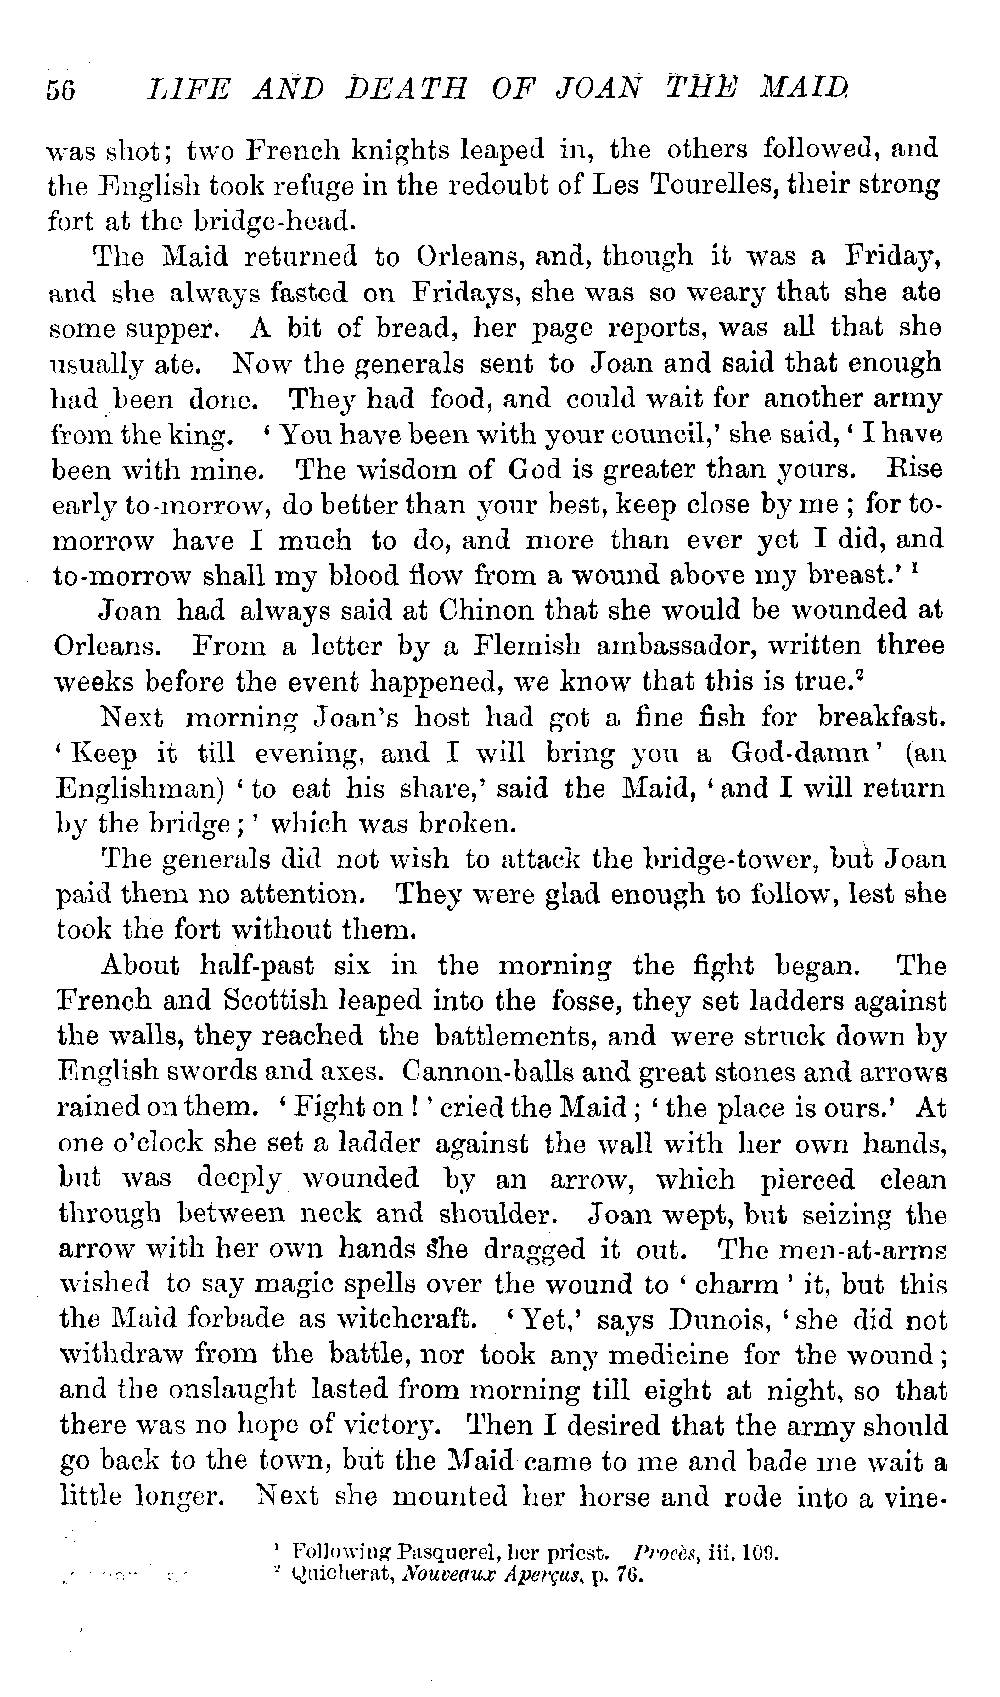 56 LIFE AND DEATH OF JOAN THE MAID
was shot; two French knights leaped in, the others followed, and
the English took refuge in the redoubt of Les Tourelles, their strong
fort at the bridge-head.
The Maid returned to Orleans, and, though it was a Friday,
and she always fasted on Fridays, she was so weary that she ate
some supper. A bit of bread, her page reports, was all that she
usually ate. Now the generals sent to Joan and said that enough
had been done. They had food, and could wait for another army
from the king. ‘ You have been with your council,’ she said, ‘ I have
been with mine. The wisdom of God is greater than yours. Rise
early to-morrow, do better than your best, keep close by me ; for to-
morrow have I much to do, and more than ever yet I did, and
to-morrow shall my blood flow from a wound above my breast.’ ¹
Joan had always said at Chinon that she would be wounded at
Orleans. From a letter by a Flemish ambassador, written three
weeks before the event happened, we know that this is true.²
Next morning Joan’s host had got a fine fish for breakfast.
‘ Keep it till evening, and I will bring you a God-damn ’ (an
Englishman) ‘ to eat his share,’ said the Maid, ‘ and I will return
by the bridge ; ’ which was broken.
The generals did not wish to attack the bridge-tower, but Joan
paid them no attention. They were glad enough to follow, lest she
took the fort without them.
About half-past six in the morning the fight began. The
French and Scottish leaped into the fosse, they set ladders against
the walls, they reached the battlements, and were struck down by
English swords and axes. Cannon-balls and great stones and arrows
rained on them. ‘ Fight on ! ’ cried the Maid ; ‘ the place is ours.’ At
one o’clock she set a ladder against the wall with her own hands,
but was deeply wounded by an arrow, which pierced clean
through between neck and shoulder. Joan wept, but seizing the
arrow with her own hands she dragged it out. The men-at-arms
wished to say magic spells over the wound to ‘ charm ’ it, but this
the Maid forbade as witchcraft. ‘ Yet,’ says Dunois, ‘ she did not
withdraw from the battle, nor took any medicine for the wound ;
and the onslaught lasted from morning till eight at night, so that
there was no hope of victory. Then I desired that the army should
go back to the town, but the Maid came to me and bade me wait a
little longer. Next she mounted her horse and rode into a vine-
¹ Following Pasquerel, her priest. Procès, iii. 109.
² Quicherat, Nouveaux Aperçus, p. 76.